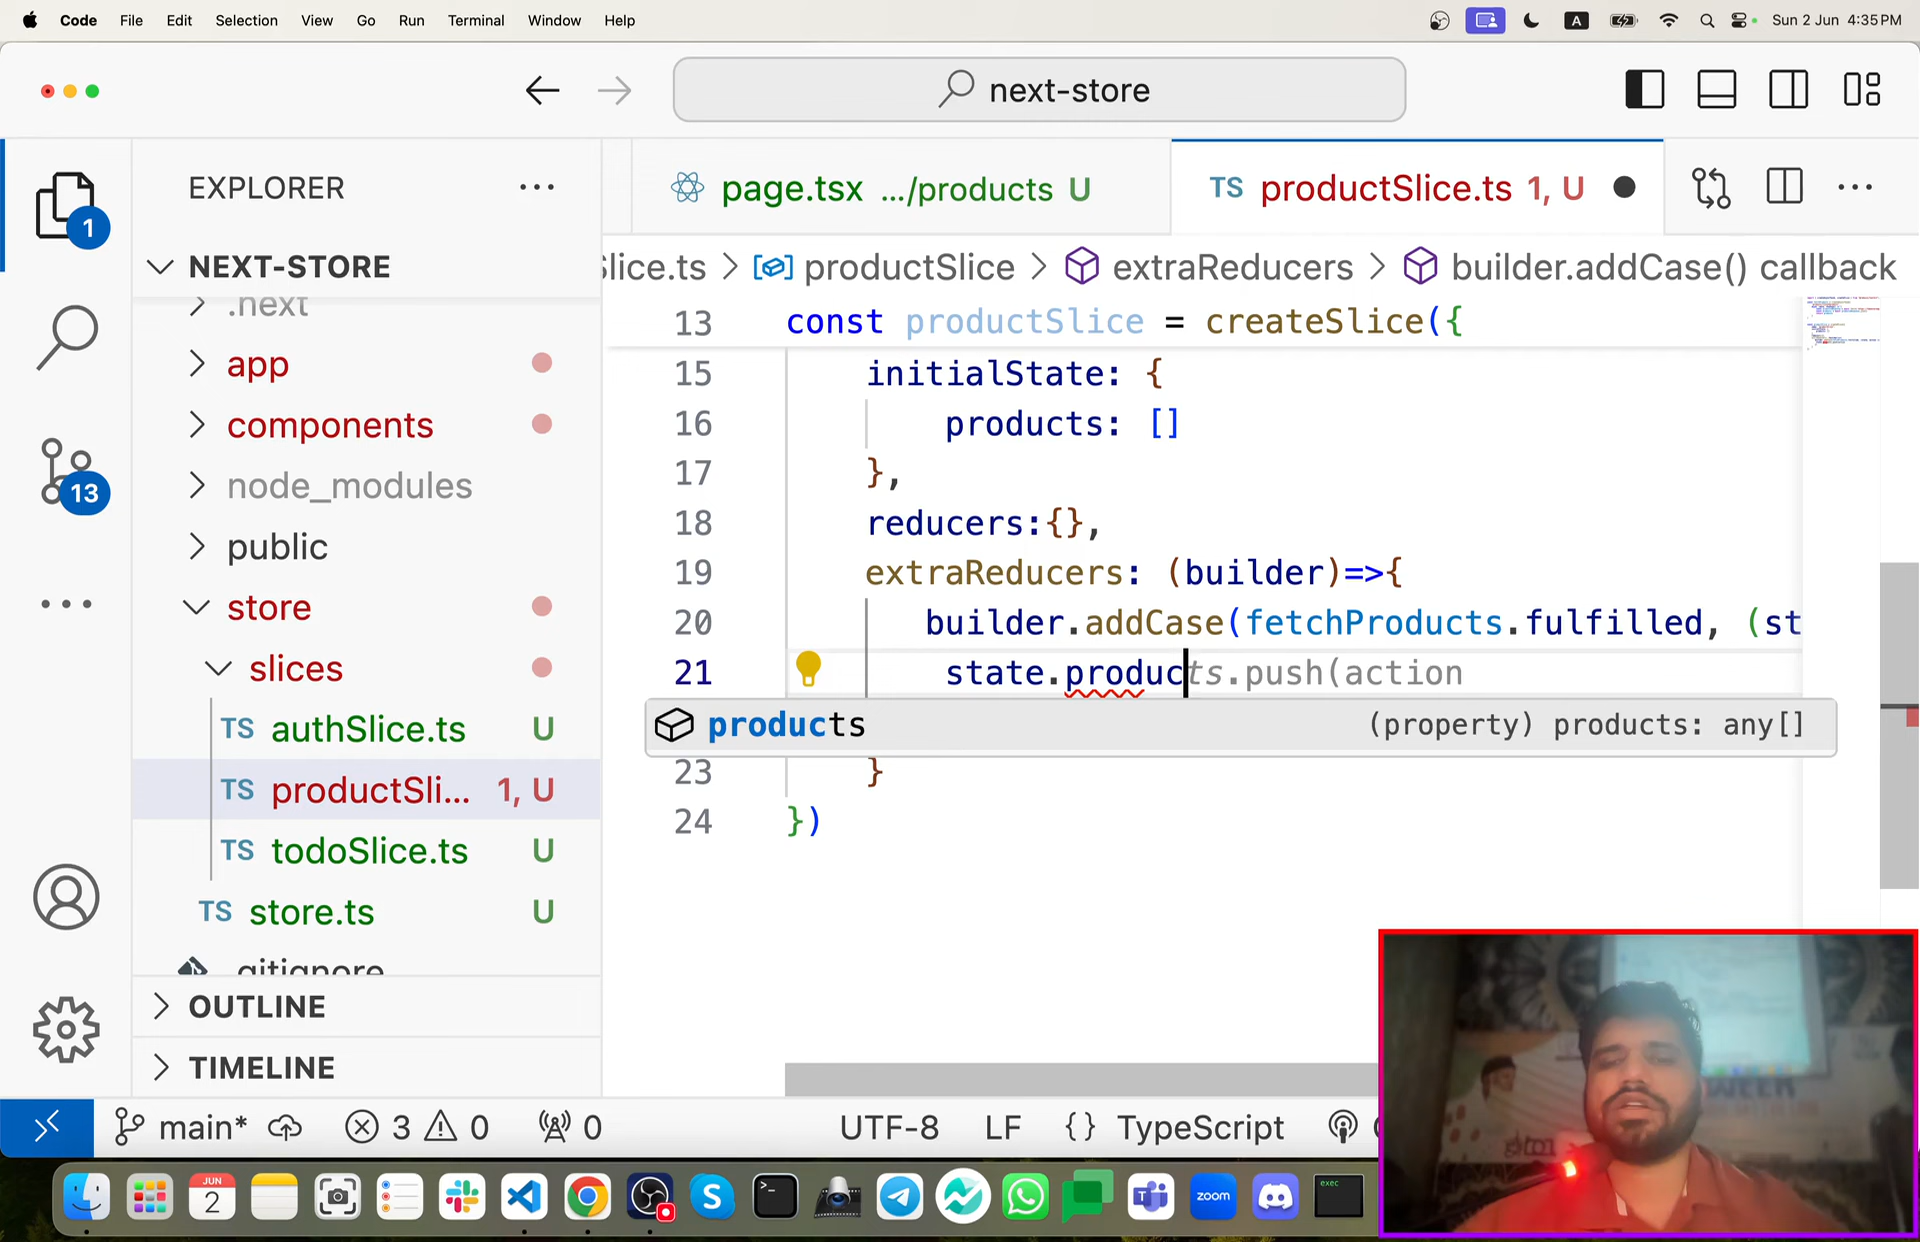 Code File Edit Selection View Go Run Terminal Window Help
A
Sun 2 Jun 4:35 PM
next-store
EXPLORER
page.tsx .../products U
TS productSlice.ts 1, U
1
NEXT-STORE
slice.ts > productSlice > extraReducers > builder.addCase() callback
.next
app
components
node_modules
public
store
slices
TS authSlice.ts U
TS productSli... 1, U
TS todoSlice.ts U
TS store.ts U
.gitignore
OUTLINE
TIMELINE
13
13 const productSlice = createSlice({
15 initialState: {
16 products: []
17 },
18 reducers:{},
19 extraReducers: (builder)=>{
20 builder.addCase(fetchProducts.fulfilled, (st
21 state.products.push(action
products (property) products: any[]
23 }
24 })
main* 3 0 0 UTF-8 LF {} TypeScript
JUN
2
S
zoom
exec